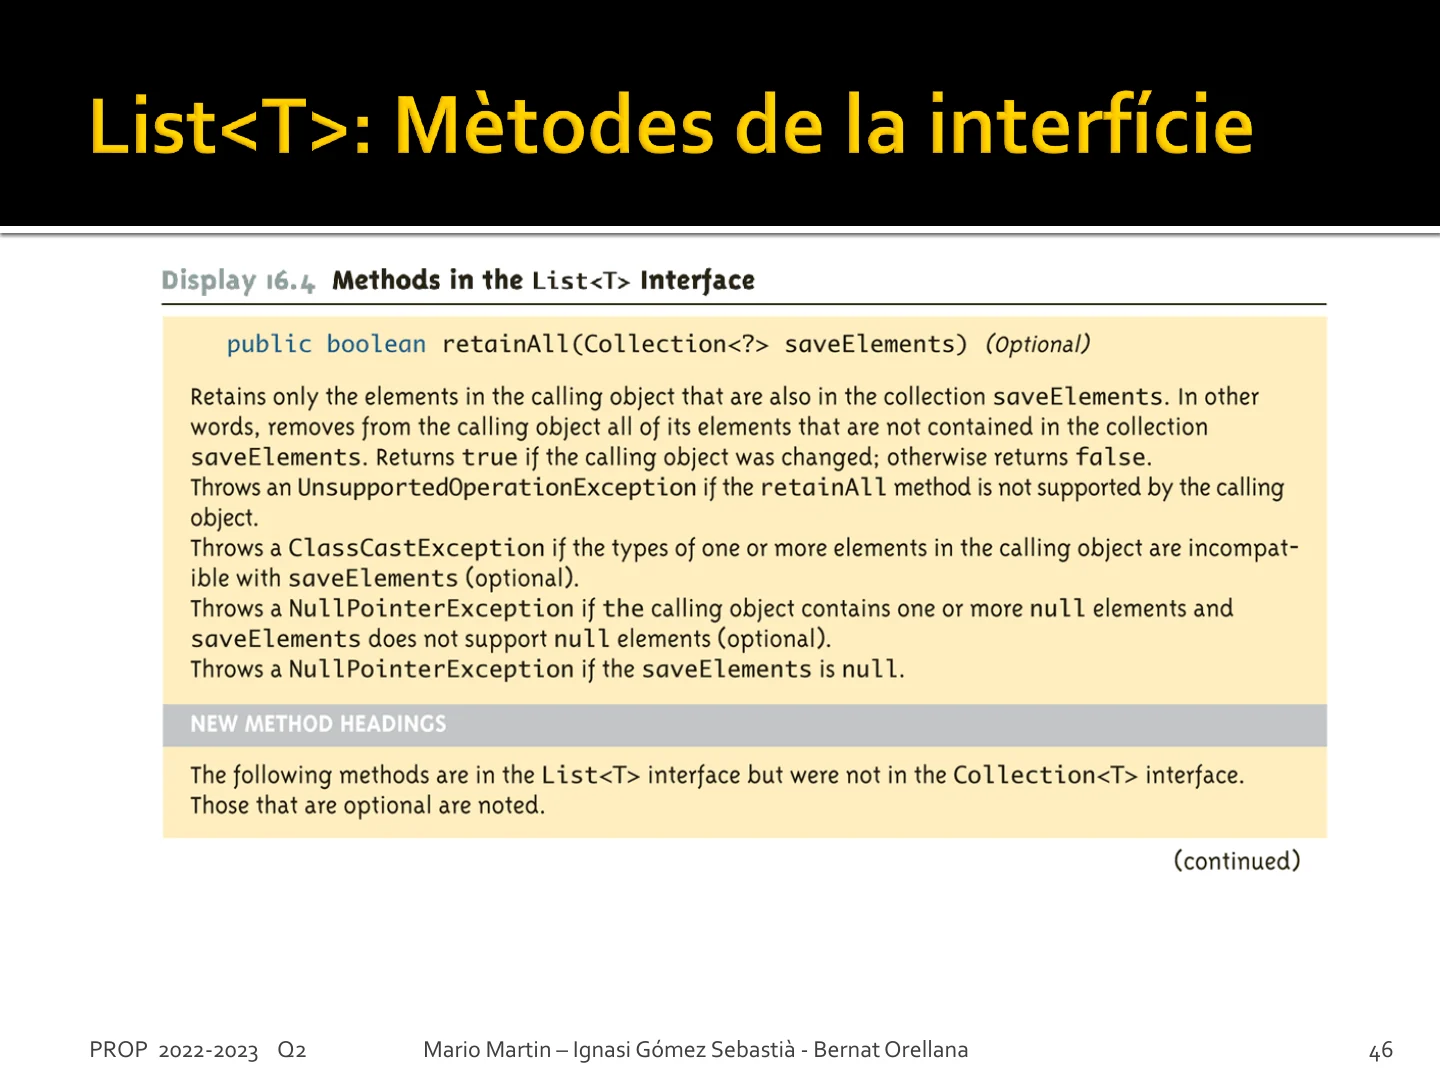 List<T>: Mètodes de la interfície
Display 16.4 Methods in the List<T> Interface
public boolean retainAll(Collection<?> saveElements) (Optional)
Retains only the elements in the calling object that are also in the collection saveElements. In other
words, removes from the calling object all of its elements that are not contained in the collection
saveElements. Returns true if the calling object was changed; otherwise returns false.
Throws an UnsupportedOperationException if the retainAll method is not supported by the calling
object.
Throws a ClassCastException if the types of one or more elements in the calling object are incompat-
ible with saveElements (optional).
Throws a NullPointerException if the calling object contains one or more null elements and
saveElements does not support null elements (optional).
Throws a NullPointerException if the saveElements is null.
NEW METHOD HEADINGS
The following methods are in the List<T> interface but were not in the Collection<T> interface.
Those that are optional are noted.
(continued)
PROP 2022-2023 Q2 Mario Martin – Ignasi Gómez Sebastià - Bernat Orellana 46